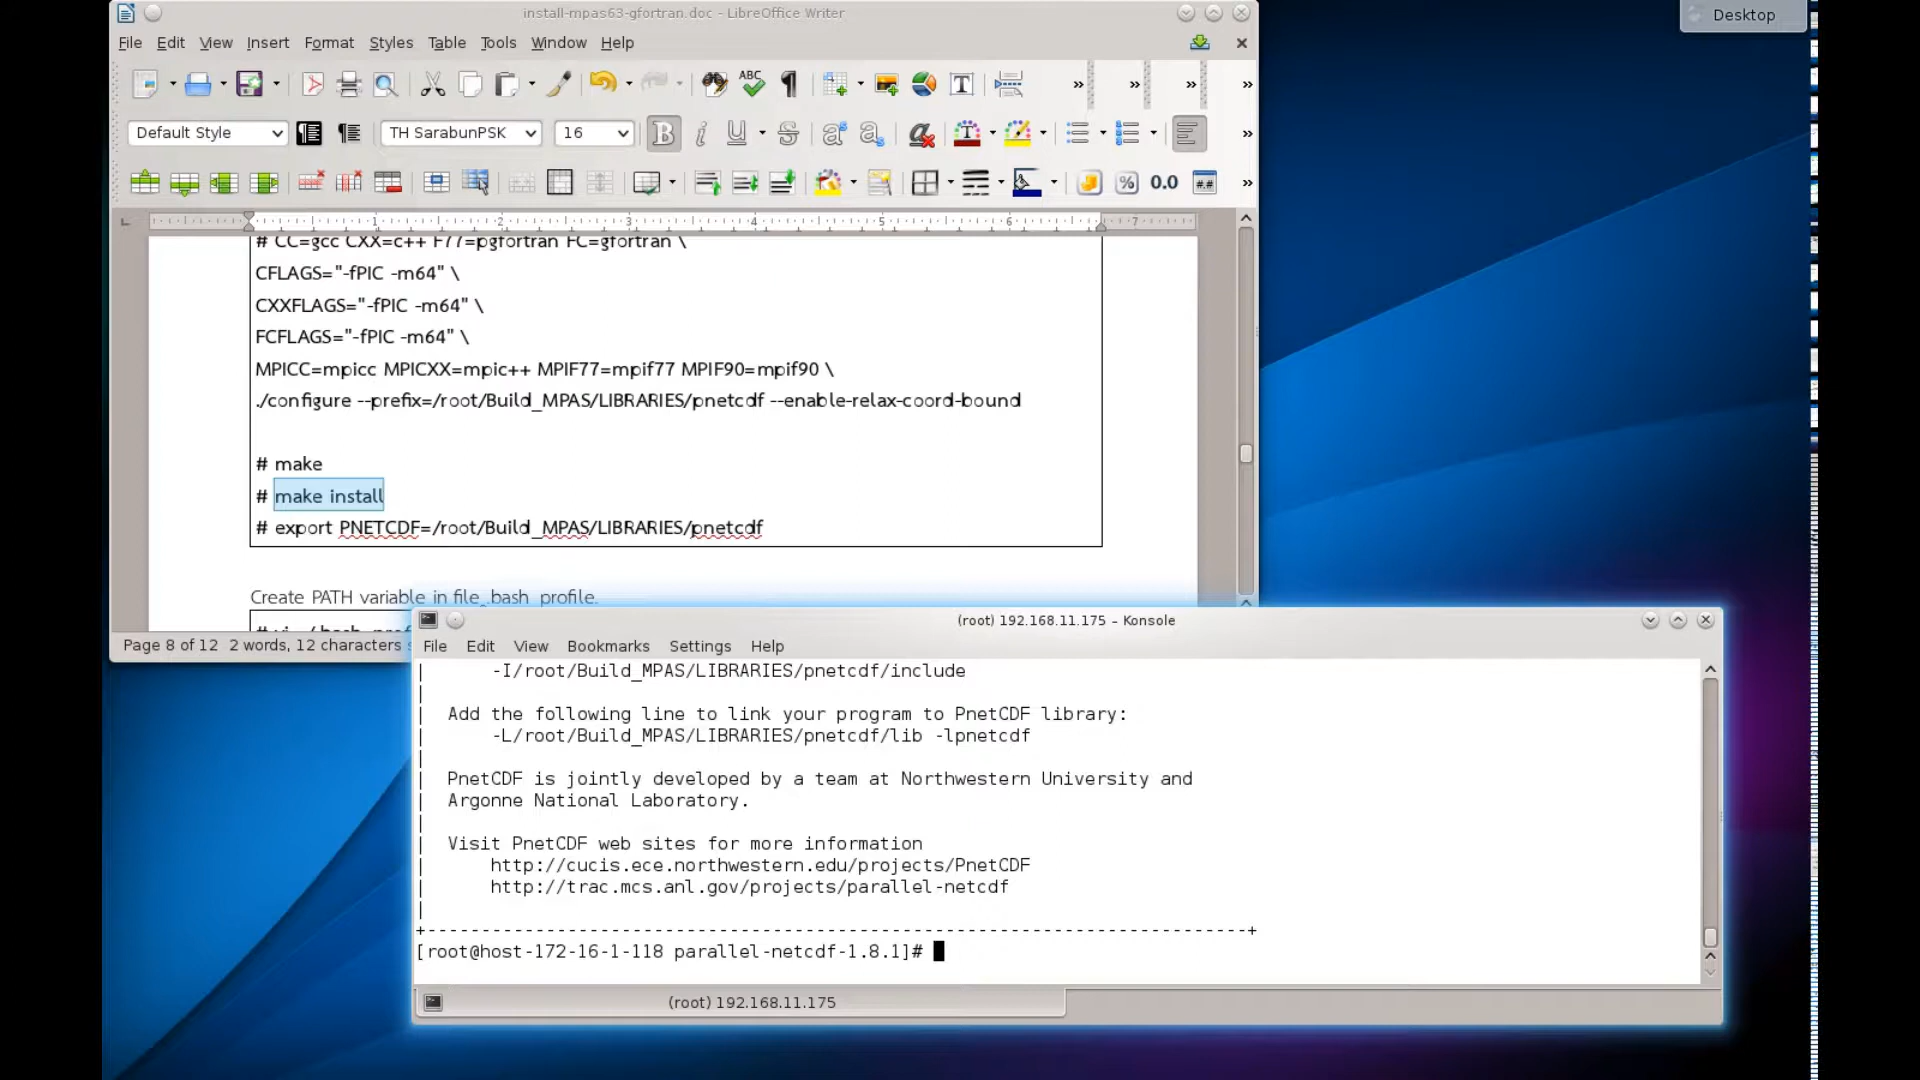 install-mpas63-gfortran.doc - LibreOffice Writer
Desktop
File Edit View Insert Format Styles Table Tools Window Help
ABC
Default Style TH SarabunPSK 16
% 0.0
1 2 3 4 5 6 7
# CC=gcc CXX=c++ F77=pgfortran FC=gfortran \
CFLAGS="-fPIC -m64" \
CXXFLAGS="-fPIC -m64" \
FCFLAGS="-fPIC -m64" \
MPICC=mpicc MPICXX=mpic++ MPIF77=mpif77 MPIF90=mpif90 \
./configure --prefix=/root/Build_MPAS/LIBRARIES/pnetcdf --enable-relax-coord-bound
# make
# make install
# export PNETCDF=/root/Build_MPAS/LIBRARIES/pnetcdf
Create PATH variable in file .bash_profile.
Page 8 of 12 2 words, 12 characters
(root) 192.168.11.175 – Konsole
File Edit View Bookmarks Settings Help
| -I/root/Build_MPAS/LIBRARIES/pnetcdf/include
|
| Add the following line to link your program to PnetCDF library:
| -L/root/Build_MPAS/LIBRARIES/pnetcdf/lib -lpnetcdf
|
| PnetCDF is jointly developed by a team at Northwestern University and
| Argonne National Laboratory.
|
| Visit PnetCDF web sites for more information
| http://cucis.ece.northwestern.edu/projects/PnetCDF
| http://trac.mcs.anl.gov/projects/parallel-netcdf
|
+----------------------------------------------------------------------------+
[root@host-172-16-1-118 parallel-netcdf-1.8.1]#
(root) 192.168.11.175